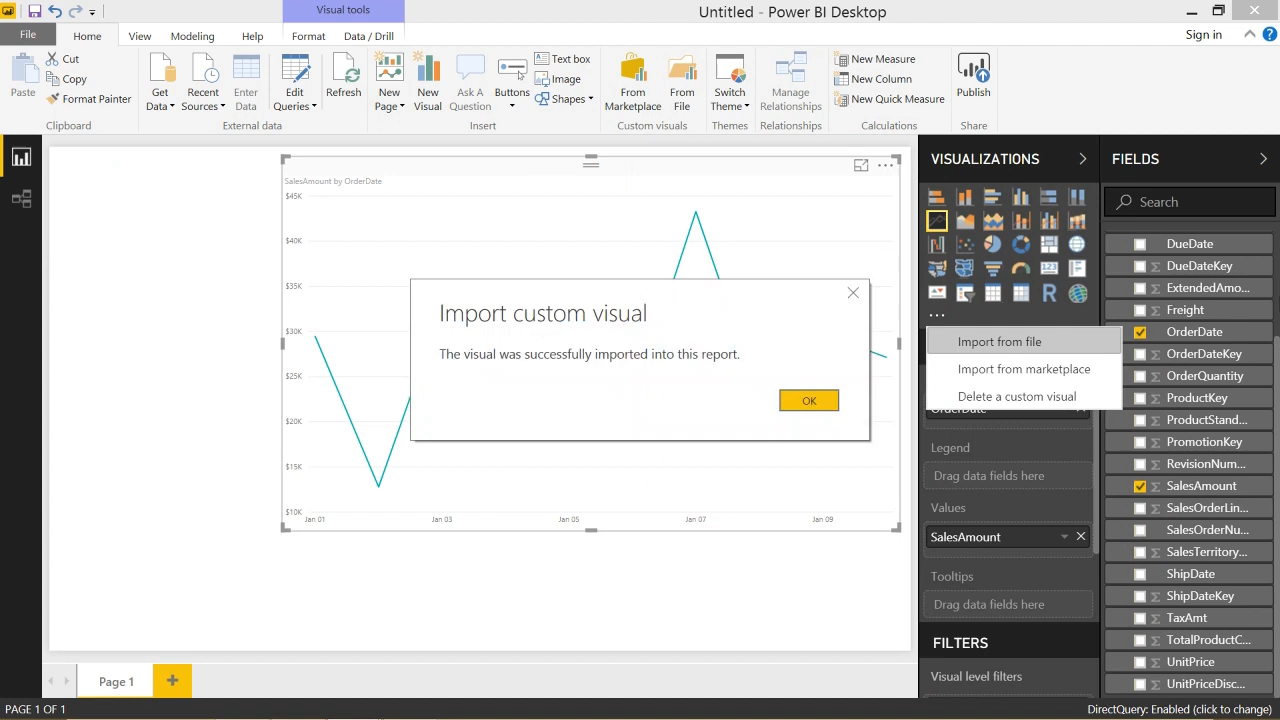 Visual tools
Untitled - Power BI Desktop
File
Home
View
Modeling
Help
Format
Data / Drill
Sign in
Paste
Cut
Copy
Format Painter
Clipboard
Get Data
Recent Sources
Enter Data
Edit Queries
Refresh
External data
New Page
New Visual
Ask A Question
Buttons
Text box
Image
Shapes
Insert
From Marketplace
From File
Custom visuals
Switch Theme
Themes
Manage Relationships
Relationships
New Measure
New Column
New Quick Measure
Calculations
Publish
Share
SalesAmount by OrderDate
$45K
$40K
$35K
$30K
$25K
$20K
$15K
$10K
Jan 01
Jan 03
Jan 05
Jan 07
Jan 09
Import custom visual
The visual was successfully imported into this report.
OK
VISUALIZATIONS
R
123
Import from file
Import from marketplace
Delete a custom visual
OrderDate
Legend
Drag data fields here
Values
SalesAmount
Tooltips
Drag data fields here
FILTERS
Visual level filters
FIELDS
Search
DueDate
DueDateKey
ExtendedAmo...
Freight
OrderDate
OrderDateKey
OrderQuantity
ProductKey
ProductStand...
PromotionKey
RevisionNum...
SalesAmount
SalesOrderLin...
SalesOrderNu...
SalesTerritory...
ShipDate
ShipDateKey
TaxAmt
TotalProductC...
UnitPrice
UnitPriceDisc...
Page 1
PAGE 1 OF 1
DirectQuery: Enabled (click to change)